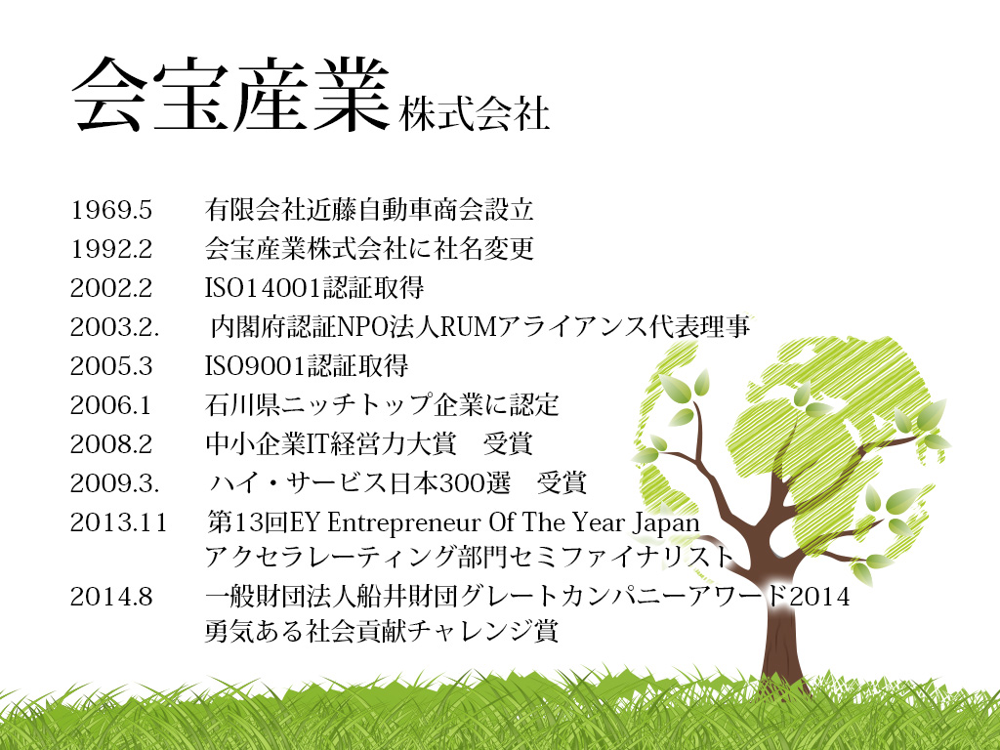 会宝産業株式会社
1969.5 有限会社近藤自動車商会設立
1992.2 会宝産業株式会社に社名変更
2002.2 ISO14001認証取得
2003.2. 内閣府認証NPO法人RUMアライアンス代表理事
2005.3 ISO9001認証取得
2006.1 石川県ニッチトップ企業に認定
2008.2 中小企業IT経営力大賞　受賞
2009.3. ハイ・サービス日本300選　受賞
2013.11 第13回EY Entrepreneur Of The Year Japan
アクセラレーティング部門セミファイナリスト
2014.8 一般財団法人船井財団グレートカンパニーアワード2014
勇気ある社会貢献チャレンジ賞